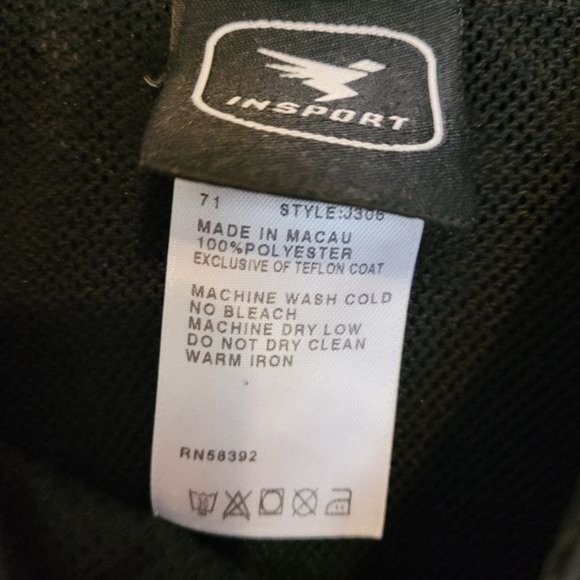 INSPORT
71 STYLE:J306
MADE IN MACAU
100%POLYESTER
EXCLUSIVE OF TEFLON COAT
MACHINE WASH COLD
NO BLEACH
MACHINE DRY LOW
DO NOT DRY CLEAN
WARM IRON
RN58392
30